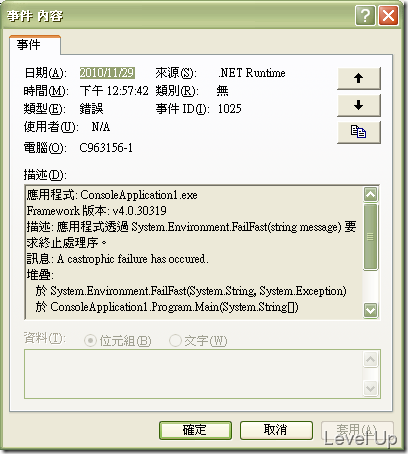 事件 內容
事件
日期(A): 2010/11/29 來源(S): .NET Runtime
時間(M): 下午 12:57:42 類別(R): 無
類型(E): 錯誤 事件 ID(I): 1025
使用者(U): N/A
電腦(O): C963156-1
描述(D):
應用程式: ConsoleApplication1.exe
Framework 版本: v4.0.30319
描述: 應用程式透過 System.Environment.FailFast(string message) 要
求終止處理序。
訊息: A castrophic failure has occured.
堆疊:
於 System.Environment.FailFast(System.String, System.Exception)
於 ConsoleApplication1.Program.Main(System.String[])
資料(T): 位元組(B) 文字(W)
確定 取消 套用(A)
Level Up